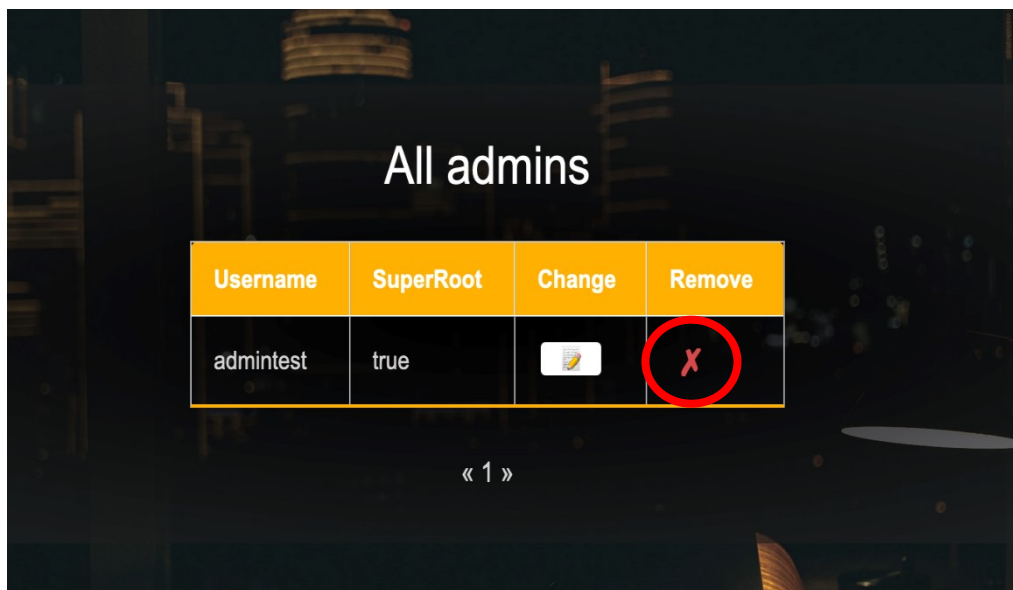 All admins
Username SuperRoot Change Remove
admintest true ✗
« 1 »